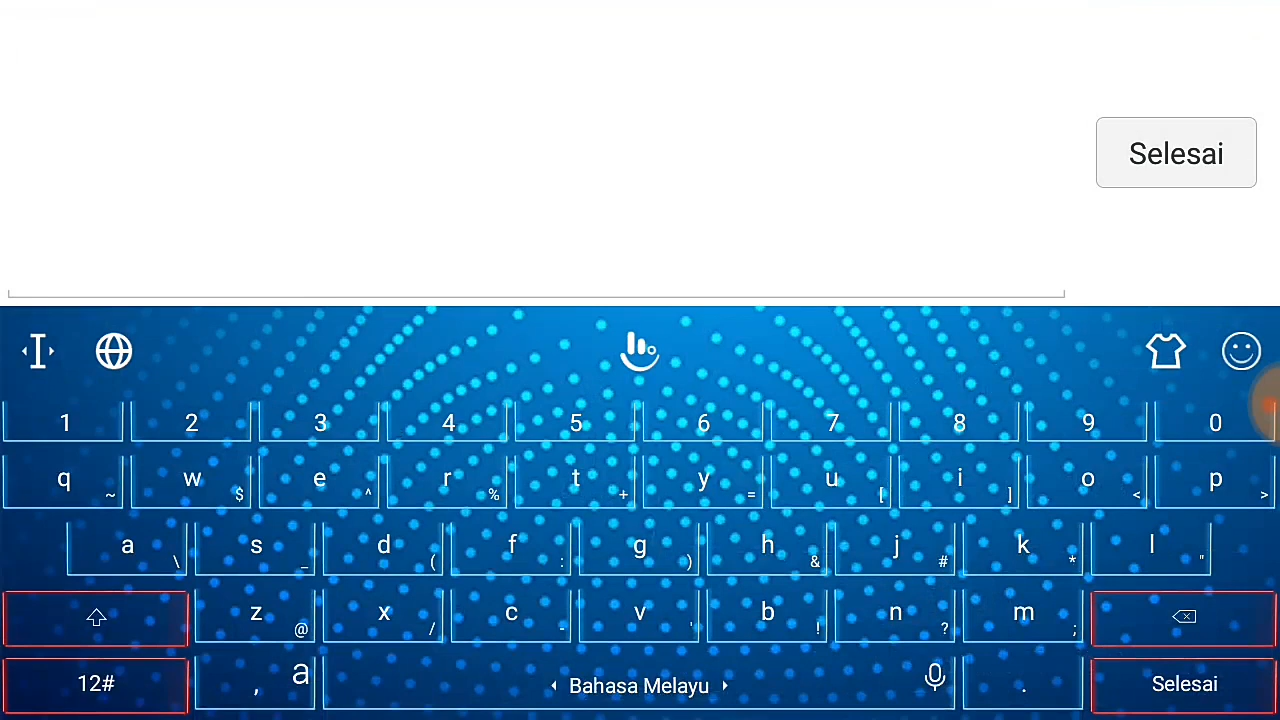 Selesai
1 2 3 4 5 6 7 8 9 0
q ~ w $ e ^ r % t + y = u [ i ] o < p >
a \ s _ d ( f : g ) h & j # k * l "
z @ x / c - v ' b ! n ? m ;
12# , a Bahasa Melayu . Selesai